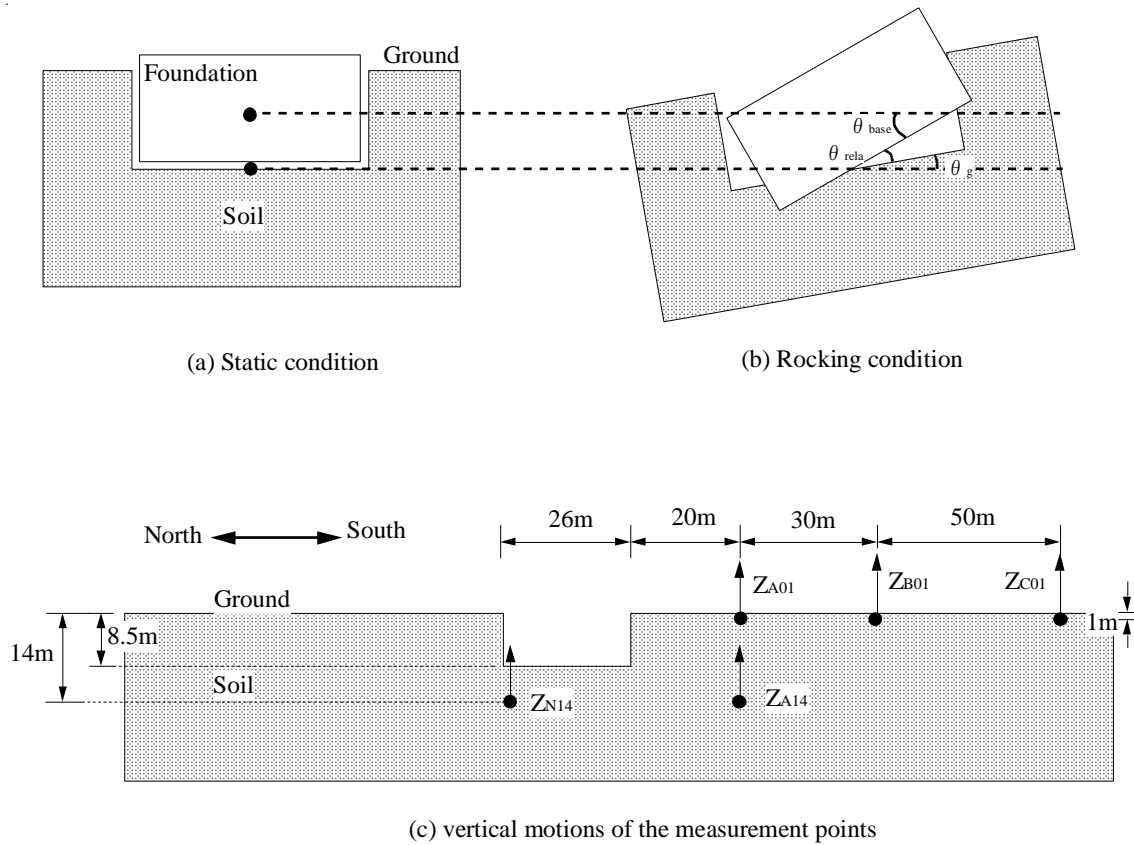 Ground
Foundation
Soil
θ base
θ rela
θ g
(a) Static condition
(b) Rocking condition
North
South
26m
20m
30m
50m
ZA01
ZB01
ZC01
Ground
1m
8.5m
14m
Soil
ZN14
ZA14
(c) vertical motions of the measurement points